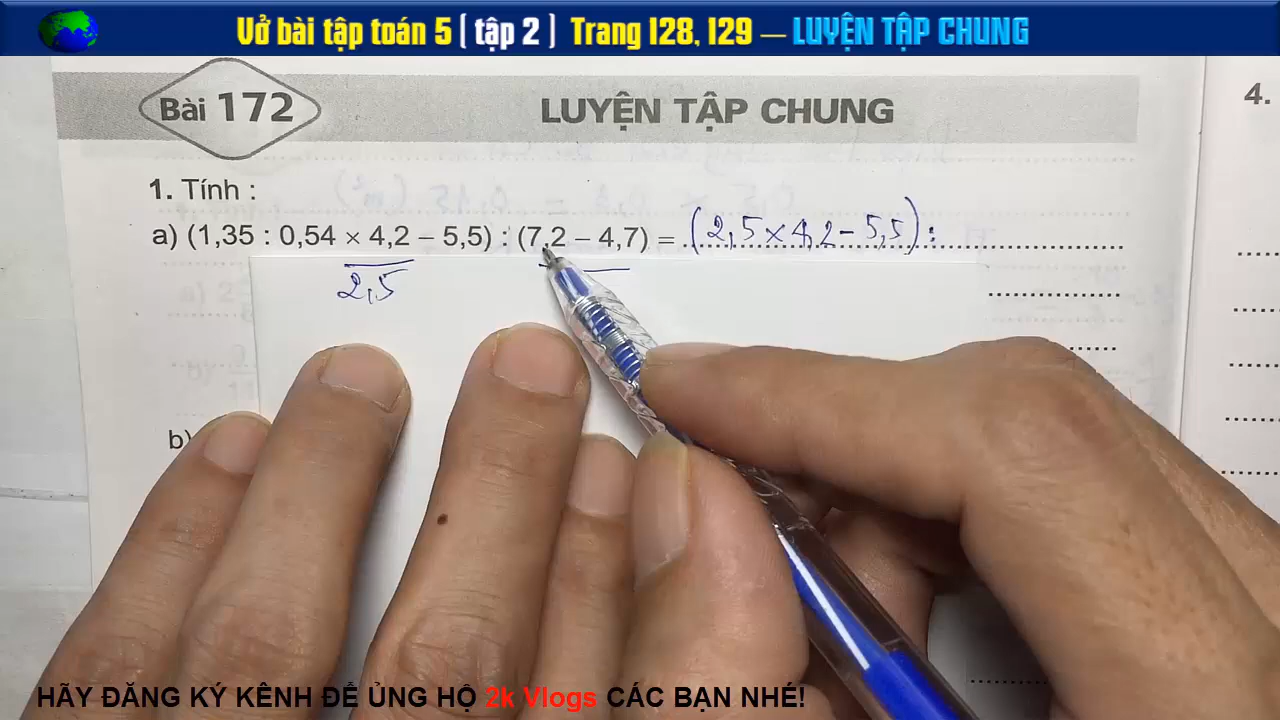 Vở bài tập toán 5 ( tập 2 ) Trang 128, 129 – LUYỆN TẬP CHUNG
Bài 172
LUYỆN TẬP CHUNG
4.
1. Tính :
a) (1,35 : 0,54 × 4,2 – 5,5) : (7,2 – 4,7) = (2,5 × 4,2 - 5,5) :
2,5
b)
HÃY ĐĂNG KÝ KÊNH ĐỂ ỦNG HỘ 2k Vlogs CÁC BẠN NHÉ!